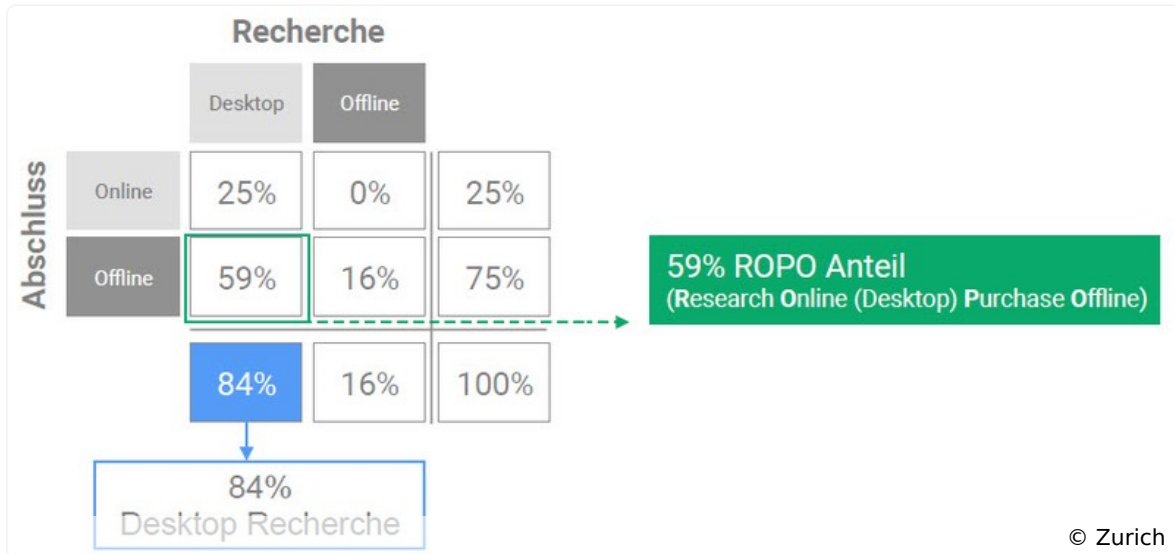 Recherche
Desktop Offline
Abschluss
Online 25% 0% 25%
Offline 59% 16% 75%
59% ROPO Anteil
(Research Online (Desktop) Purchase Offline)
84% 16% 100%
84%
Desktop Recherche
© Zurich